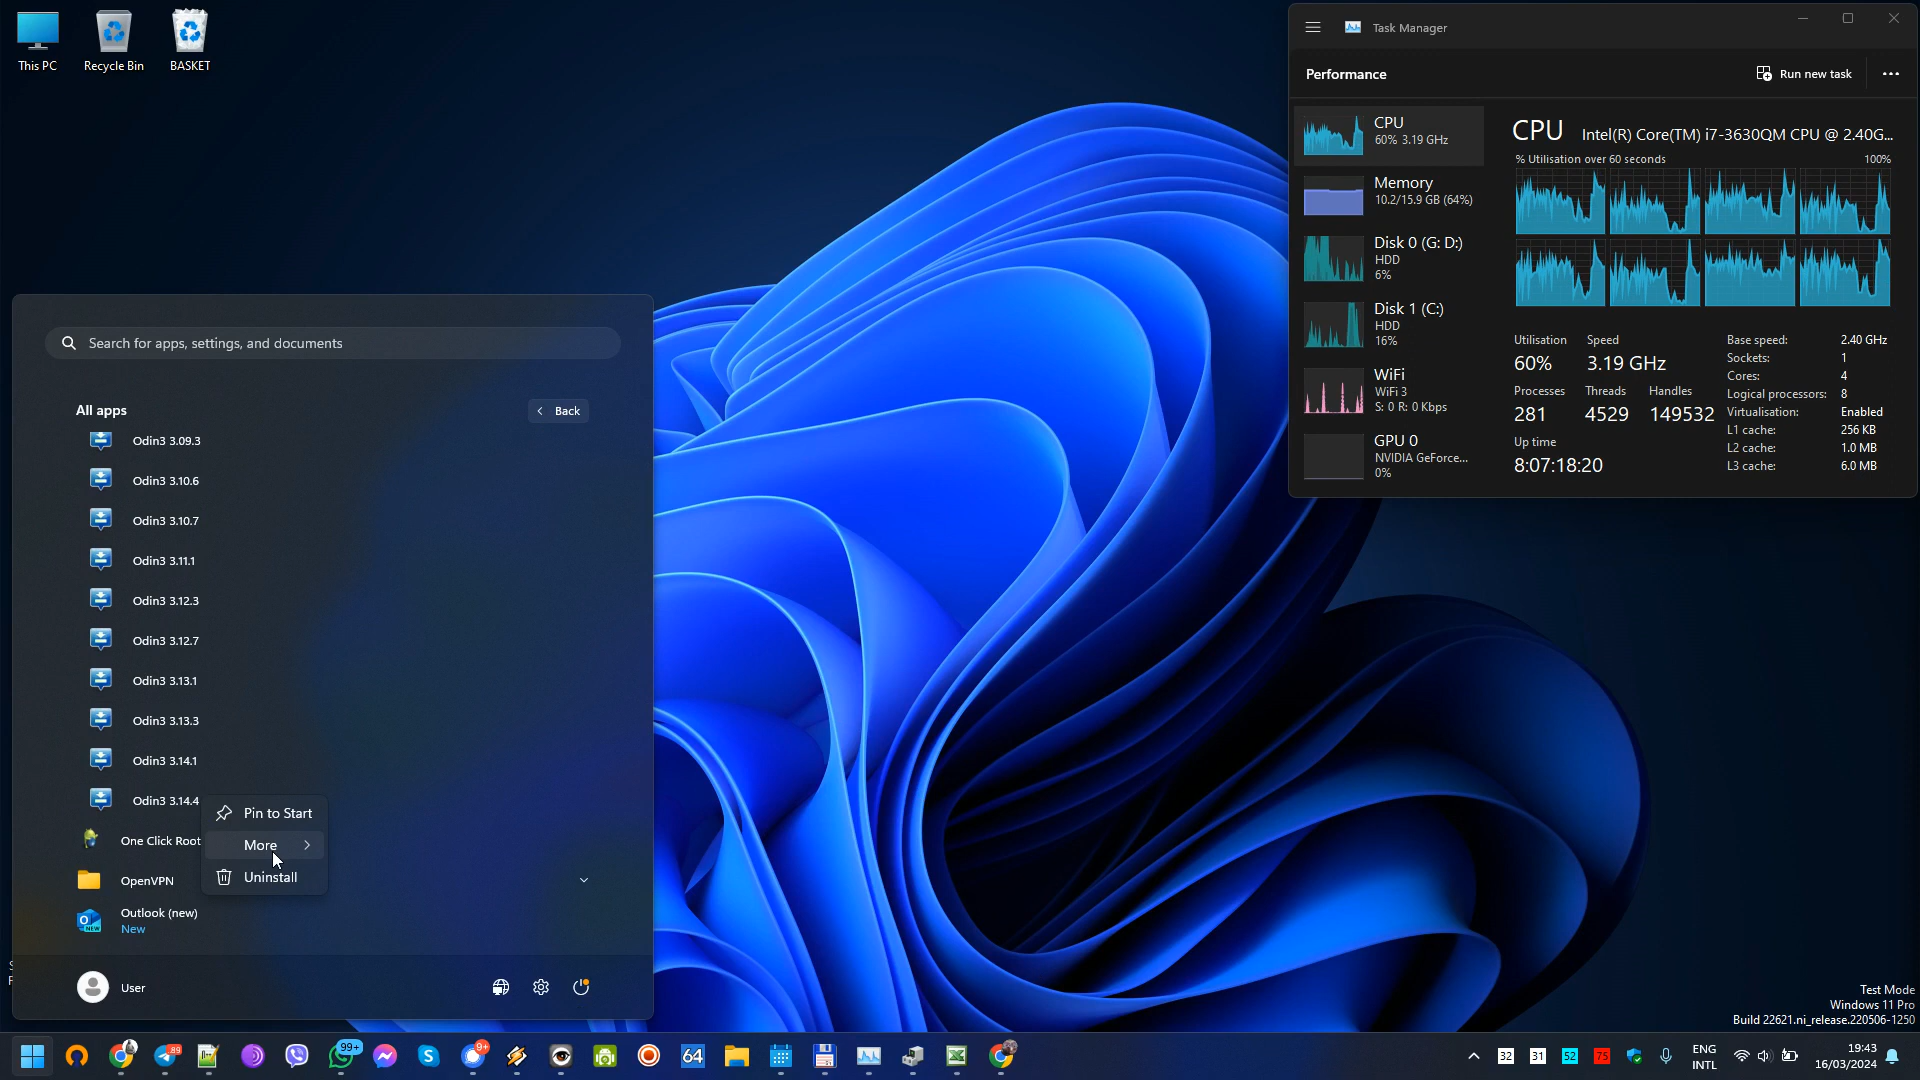 This PC
Recycle Bin
BASKET
Task Manager
Performance
Run new task
CPU
60% 3.19 GHz
Memory
10.2/15.9 GB (64%)
Disk 0 (G: D:)
HDD
6%
Disk 1 (C:)
HDD
16%
WiFi
WiFi 3
S: 0 R: 0 Kbps
GPU 0
NVIDIA GeForce...
0%
CPU Intel(R) Core(TM) i7-3630QM CPU @ 2.40G...
% Utilisation over 60 seconds 100%
Utilisation Speed
60% 3.19 GHz
Processes Threads Handles
281 4529 149532
Up time
8:07:18:20
Base speed: 2.40 GHz
Sockets: 1
Cores: 4
Logical processors: 8
Virtualisation: Enabled
L1 cache: 256 KB
L2 cache: 1.0 MB
L3 cache: 6.0 MB
Search for apps, settings, and documents
All apps
Back
Odin3 3.09.3
Odin3 3.10.6
Odin3 3.10.7
Odin3 3.11.1
Odin3 3.12.3
Odin3 3.12.7
Odin3 3.13.1
Odin3 3.13.3
Odin3 3.14.1
Odin3 3.14.4
One Click Root
OpenVPN
Outlook (new)
New
Pin to Start
More
Uninstall
User
Test Mode
Windows 11 Pro
Build 22621.ni_release.220506-1250
89
99+
9+
64
32
31
52
75
ENG
INTL
19:43
16/03/2024